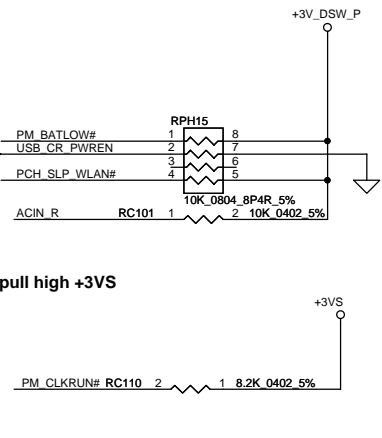 +3V_DSW_P
RPH15
PM_BATLOW# 1 8
USB_CR_PWREN 2 7
3 6
PCH_SLP_WLAN# 4 5
10K_0804_8P4R_5%
ACIN_R RC101 1 2 10K_0402_5%
pull high +3VS
+3VS
PM_CLKRUN# RC110 2 1 8.2K_0402_5%